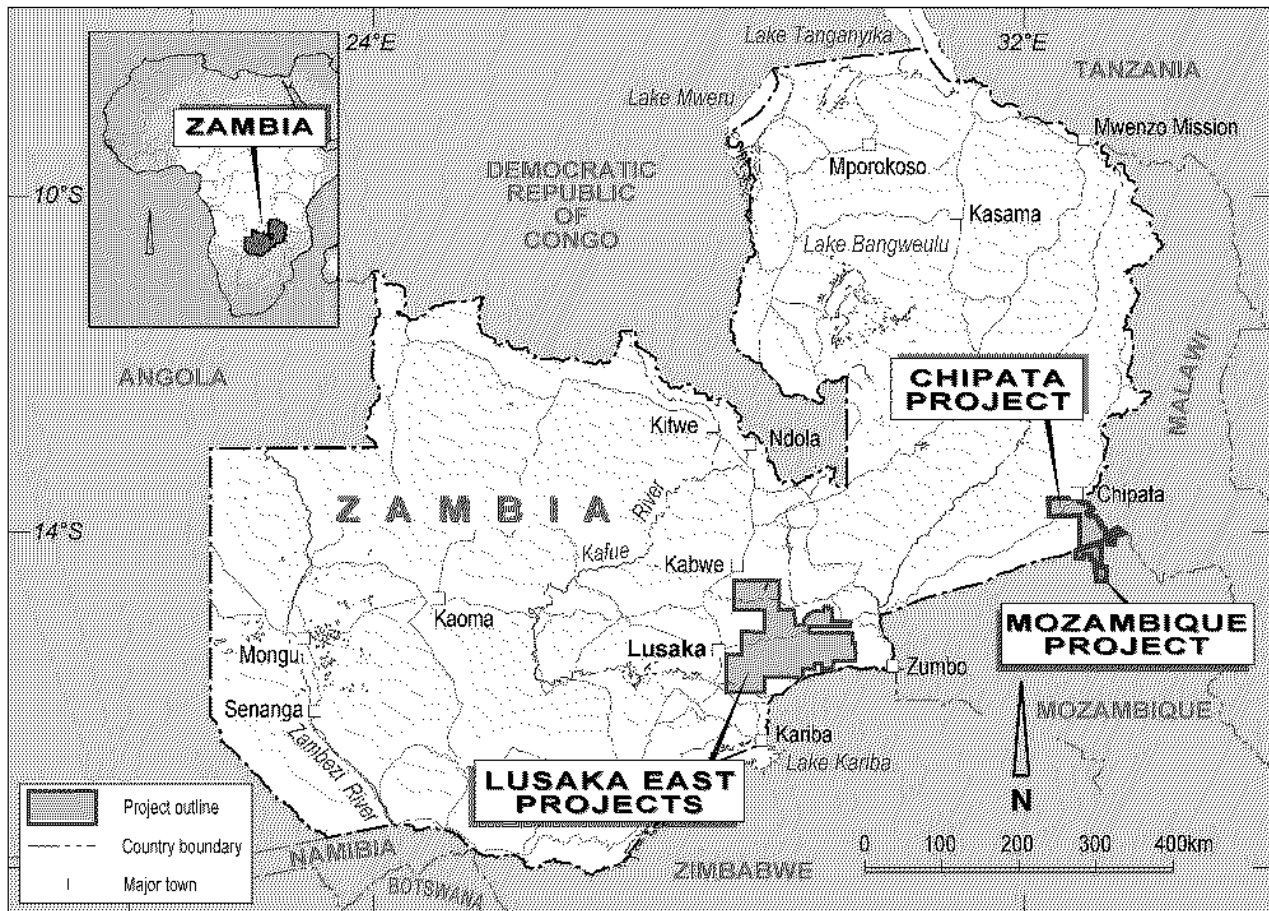 24°E
32°E
Lake Tanganyika
TANZANIA
Lake Mweru
ZAMBIA
Mwenzo Mission
Mporokoso
DEMOCRATIC
REPUBLIC
OF
CONGO
10°S
Kasama
Lake Bangweulu
ANGOLA
MALAWI
CHIPATA
PROJECT
Kitwe
Ndola
Chipata
ZAMBIA
River
Kafue
14°S
Kabwe
Kaoma
MOZAMBIQUE
PROJECT
Lusaka
Mongu
Zumbo
Senanga
MOZAMBIQUE
Zambezi River
Kariba
Lake Kariba
LUSAKA EAST
PROJECTS
N
Project outline
Country boundary
Major town
NAMIBIA
BOTSWANA
ZIMBABWE
0 100 200 300 400km